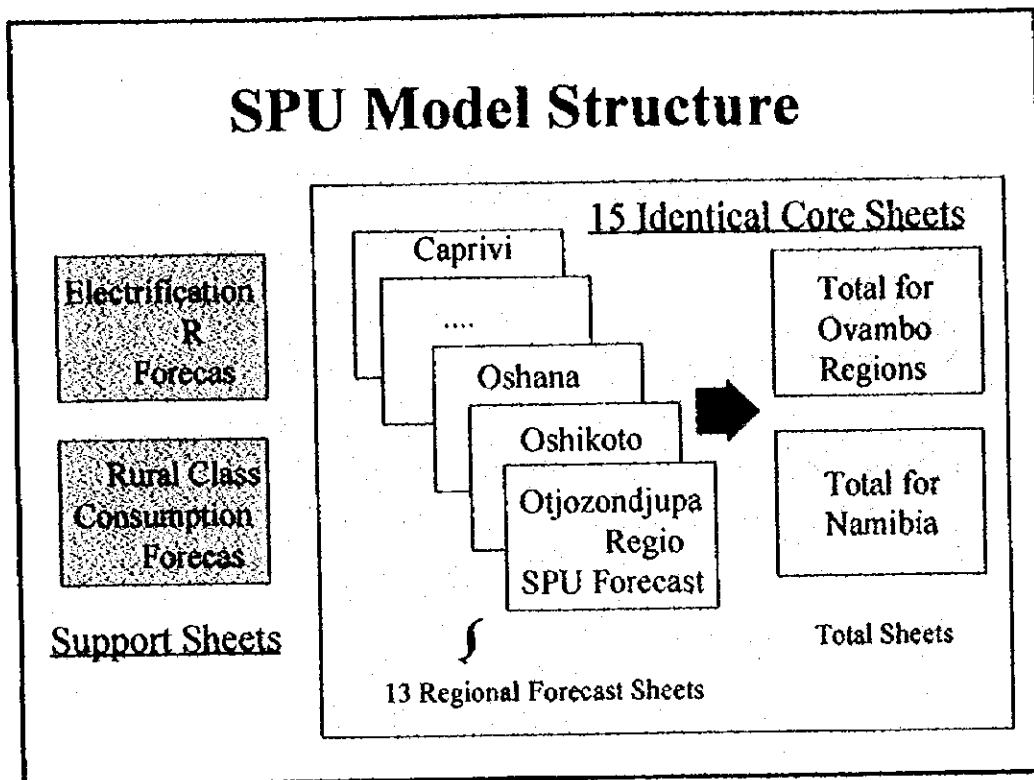 SPU Model Structure
15 Identical Core Sheets
Electrification
R
Forecas
Rural Class
Consumption
Forecas
Support Sheets
Caprivi
....
Oshana
Oshikoto
Otjozondjupa
Regio
SPU Forecast
13 Regional Forecast Sheets
Total for
Ovambo
Regions
Total for
Namibia
Total Sheets